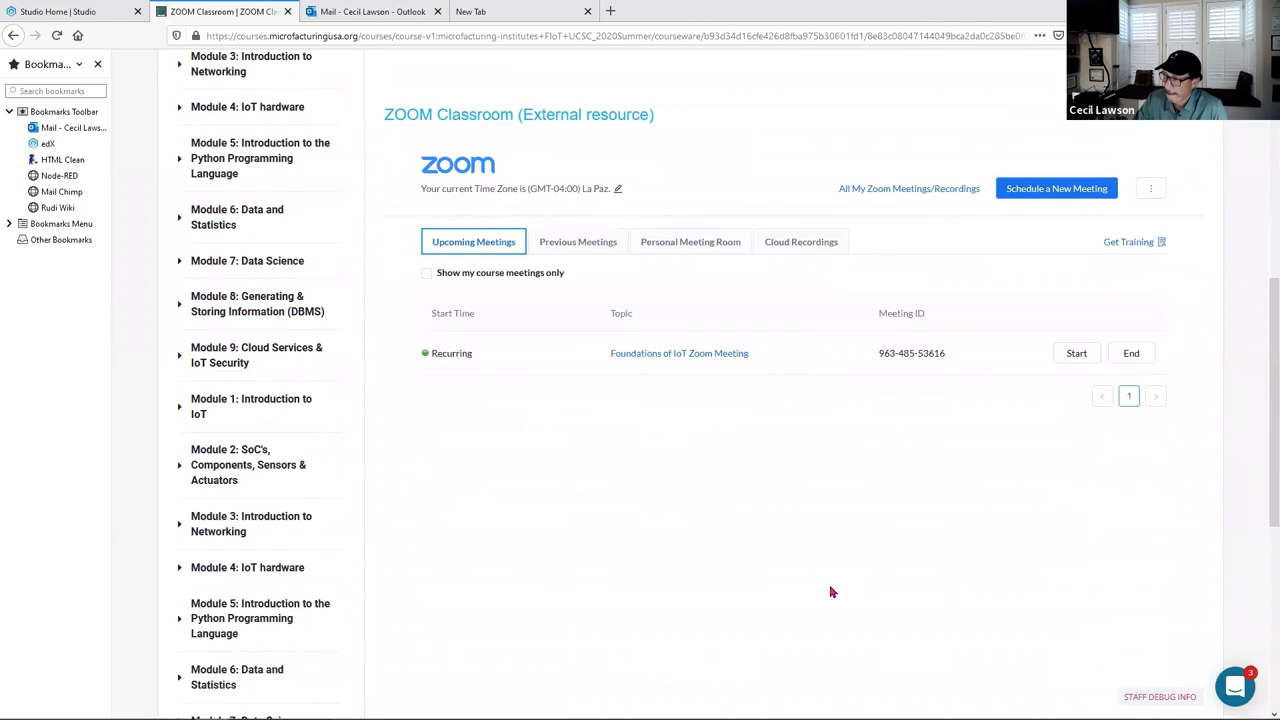 Studio Home | Studio
ZOOM Classroom | ZOOM Cla
Mail - Cecil Lawson - Outlook
New Tab
Bookma...
Search bookmarks
Bookmarks Toolbar
Mail - Cecil Laws...
edX
HTML Clean
Node-RED
Mail Chimp
Rudi Wiki
Bookmarks Menu
Other Bookmarks
Module 3: Introduction to
Networking
Module 4: IoT hardware
Module 5: Introduction to the
Python Programming
Language
Module 6: Data and
Statistics
Module 7: Data Science
Module 8: Generating &
Storing Information (DBMS)
Module 9: Cloud Services &
IoT Security
Module 1: Introduction to
IoT
Module 2: SoC's,
Components, Sensors &
Actuators
Module 3: Introduction to
Networking
Module 4: IoT hardware
Module 5: Introduction to the
Python Programming
Language
Module 6: Data and
Statistics
Cecil Lawson
ZOOM Classroom (External resource)
zoom
Your current Time Zone is (GMT-04:00) La Paz.
All My Zoom Meetings/Recordings
Schedule a New Meeting
Upcoming Meetings
Previous Meetings
Personal Meeting Room
Cloud Recordings
Get Training
Show my course meetings only
Start Time Topic Meeting ID
Recurring Foundations of IoT Zoom Meeting 963-485-53616 Start End
1
3
STAFF DEBUG INFO